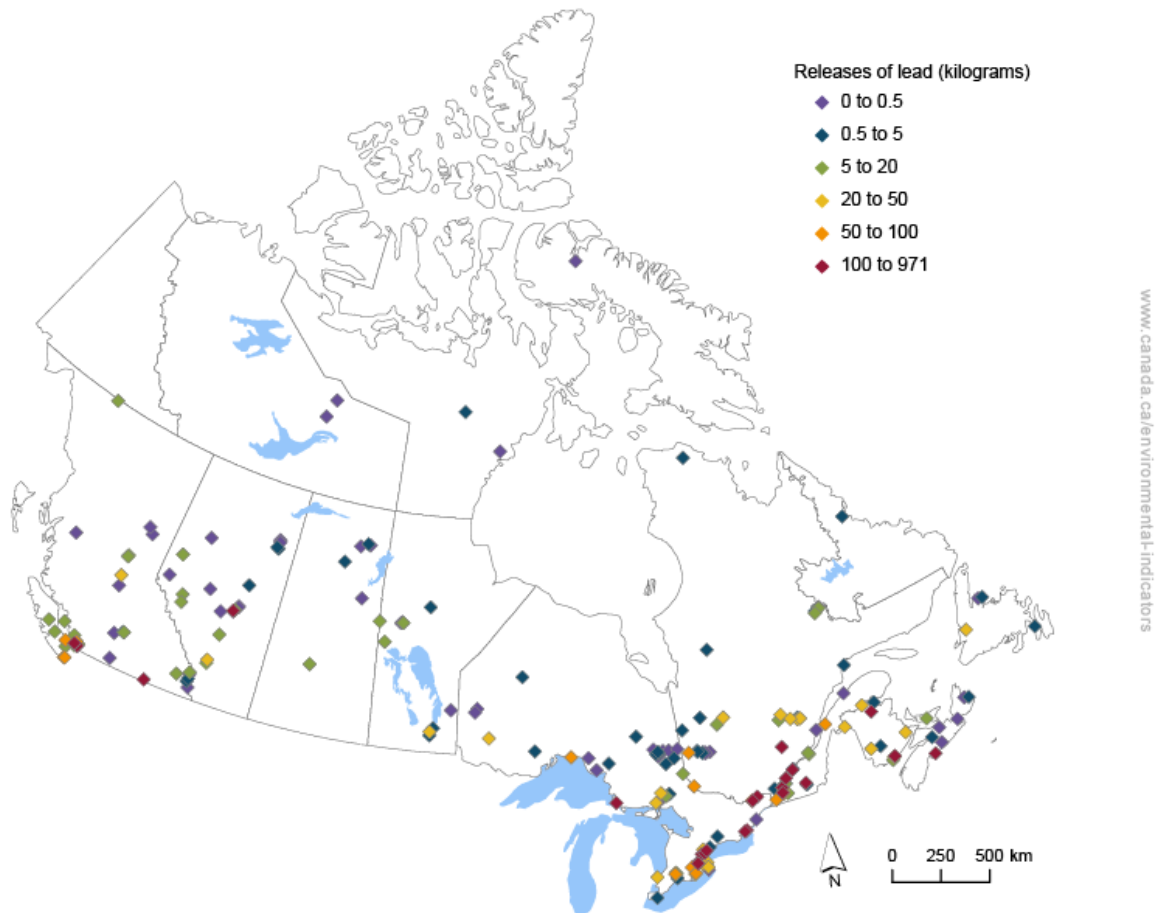 Releases of lead (kilograms)
0 to 0.5
0.5 to 5
5 to 20
20 to 50
50 to 100
100 to 971
www.canada.ca/environmental-indicators
N
0 250 500 km